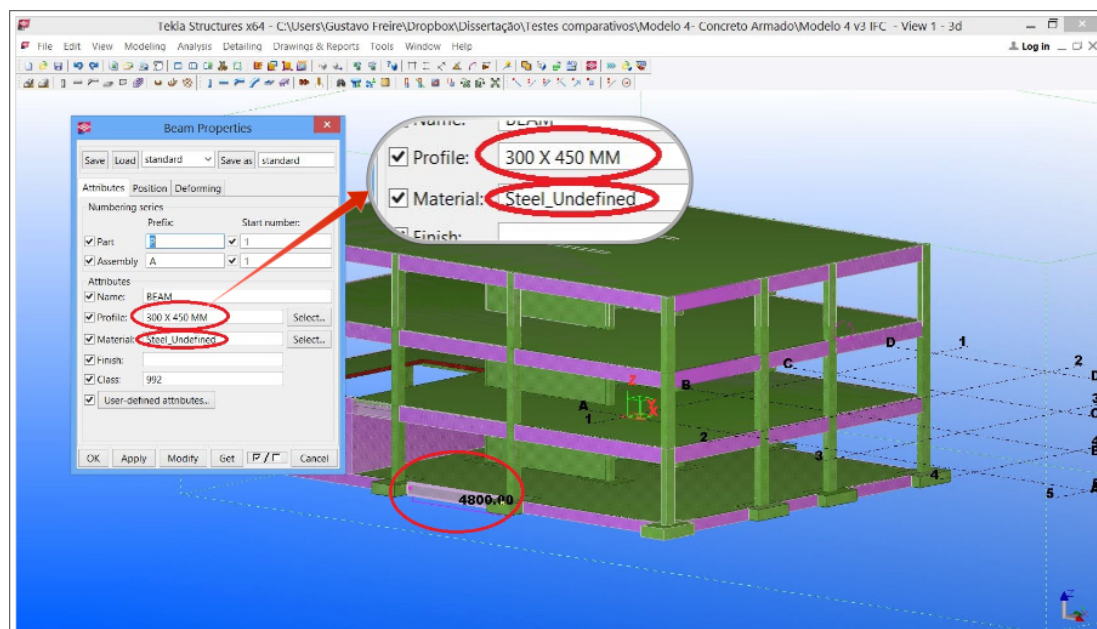 Tekla Structures x64 - C:\Users\Gustavo Freire\Dropbox\Dissertação\Testes comparativos\Modelo 4- Concreto Armado\Modelo 4 v3 IFC - View 1 - 3d
File Edit View Modeling Analysis Detailing Drawings & Reports Tools Window Help
Log in
Beam Properties
Save Load standard Save as standard
Attributes Position Deforming
Numbering series
Prefix: Start number:
Part 1
Assembly A 1
Attributes
Name: BEAM
Profile: 300 X 450 MM Select...
Material: Steel_Undefined Select...
Finish:
Class: 992
User-defined attributes...
OK Apply Modify Get Cancel
Name: BEAM
Profile: 300 X 450 MM
Material: Steel_Undefined
Finish:
D 1
C 2
B Z D
A X 3
1 C
2 4
3 B
4
5 A
4800.00